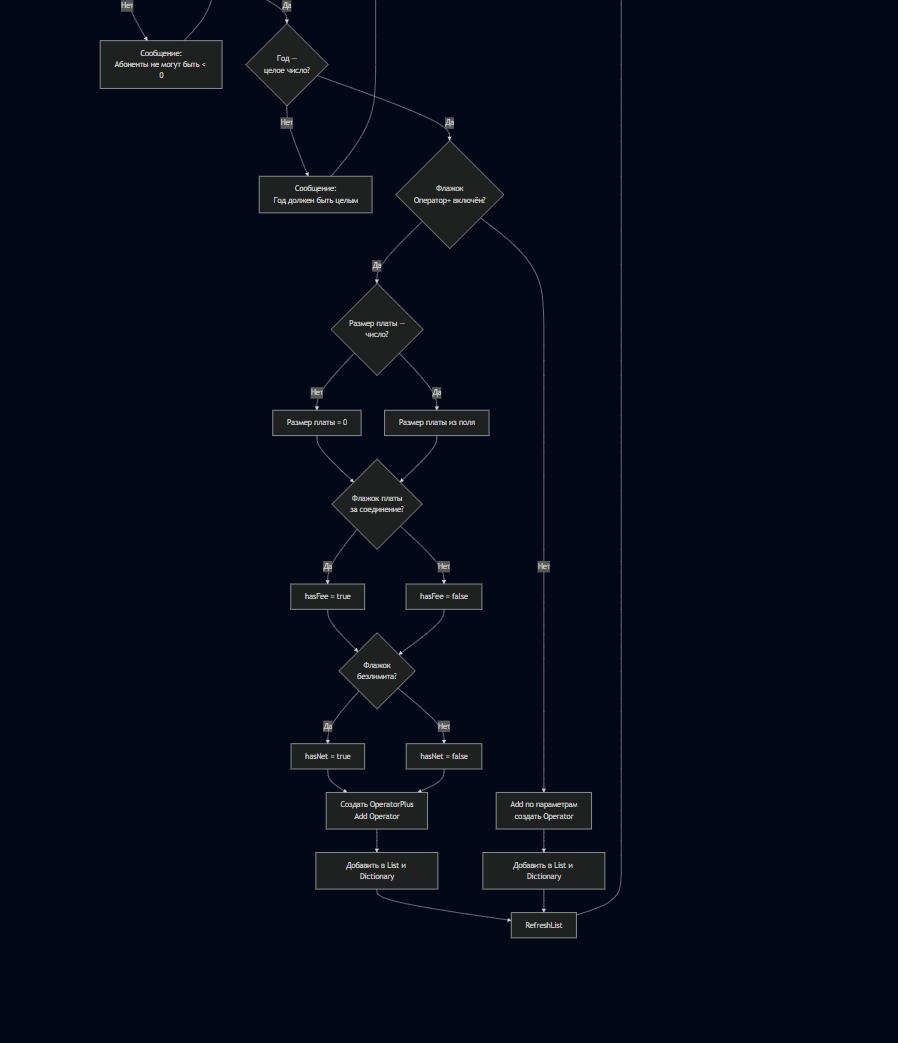 Нет
Да
Сообщение:
Абоненты не могут быть <
0
Год —
целое число?
Нет
Да
Сообщение:
Год должен быть целым
Флажок
Оператор+ включён?
Да
Размер платы —
число?
Нет
Да
Размер платы = 0
Размер платы из поля
Флажок платы
за соединение?
Да
Нет
Нет
hasFee = true
hasFee = false
Флажок
безлимита?
Да
Нет
hasNet = true
hasNet = false
Создать OperatorPlus
Add Operator
Add по параметрам
создать Operator
Добавить в List и
Dictionary
Добавить в List и
Dictionary
RefreshList